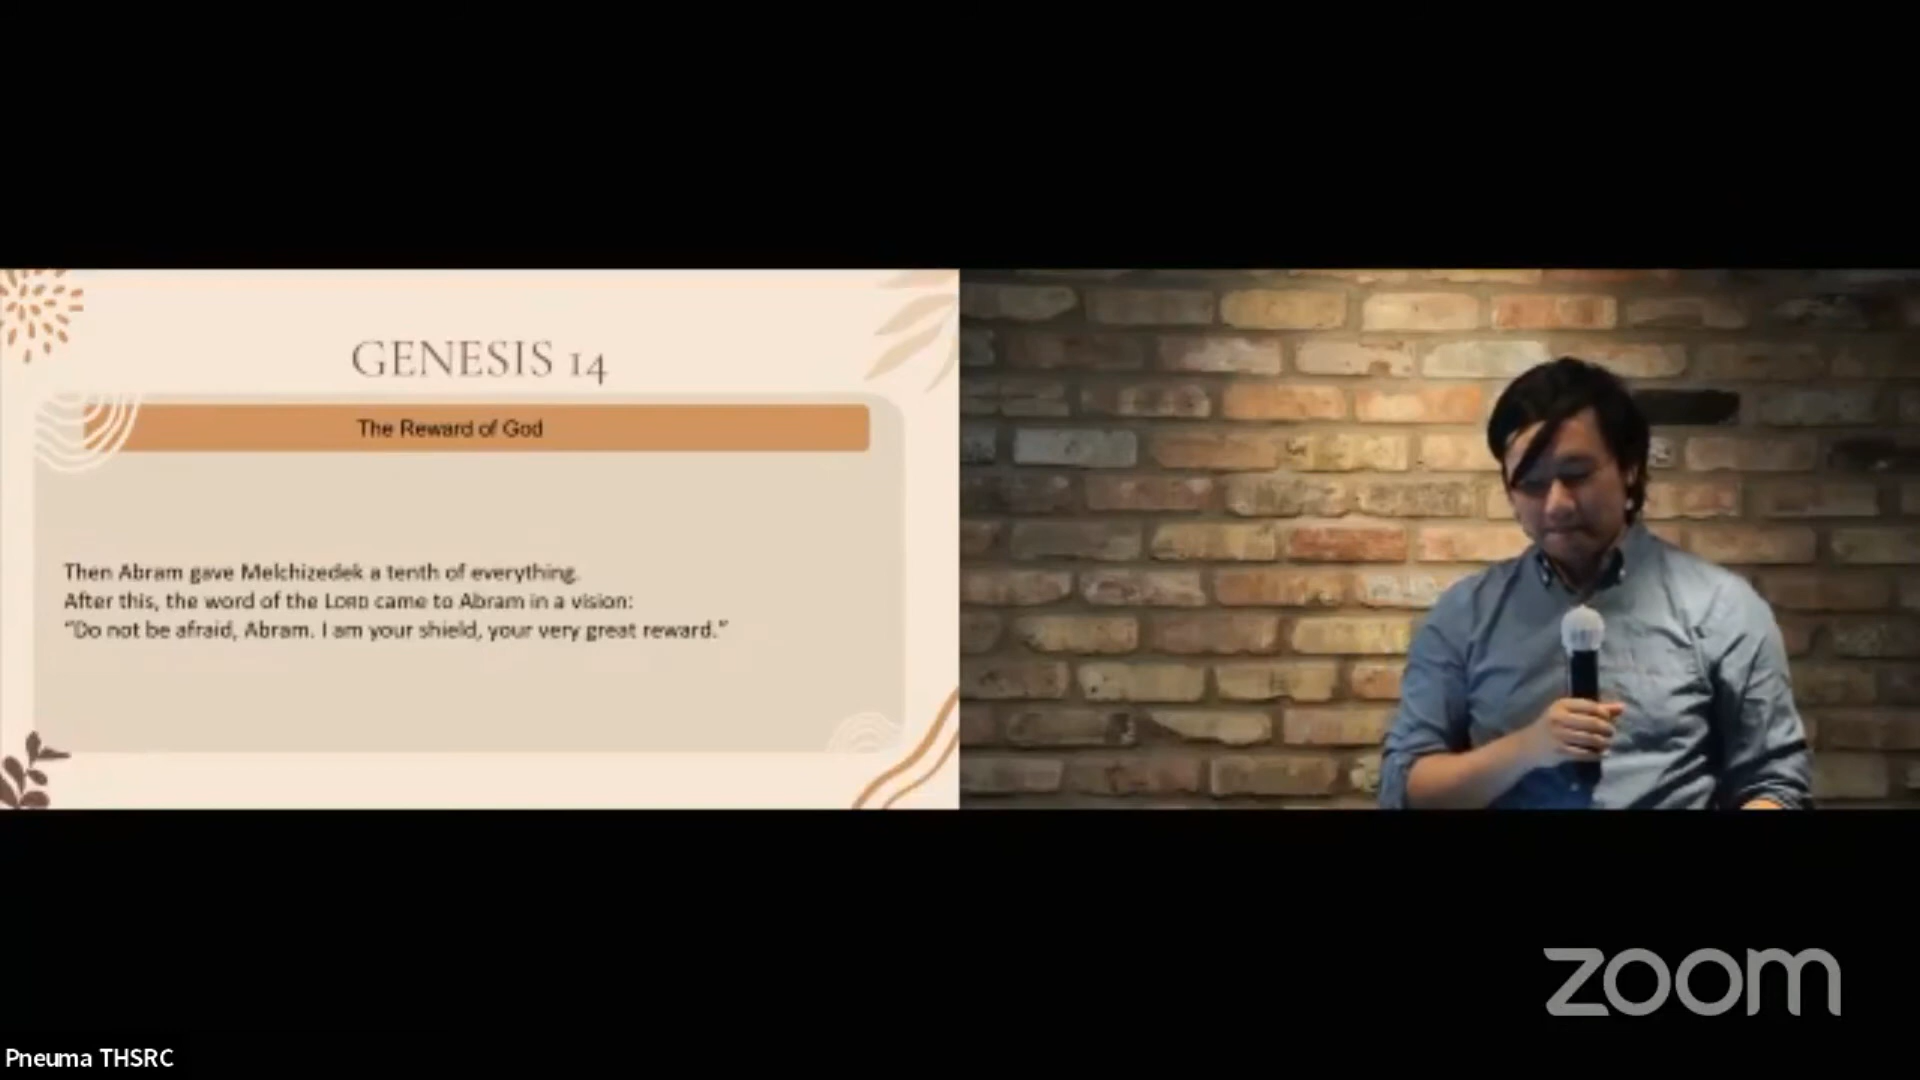 GENESIS 14
The Reward of God
Then Abram gave Melchizedek a tenth of everything.
After this, the word of the LORD came to Abram in a vision:
“Do not be afraid, Abram. I am your shield, your very great reward.”
zoom
Pneuma THSRC